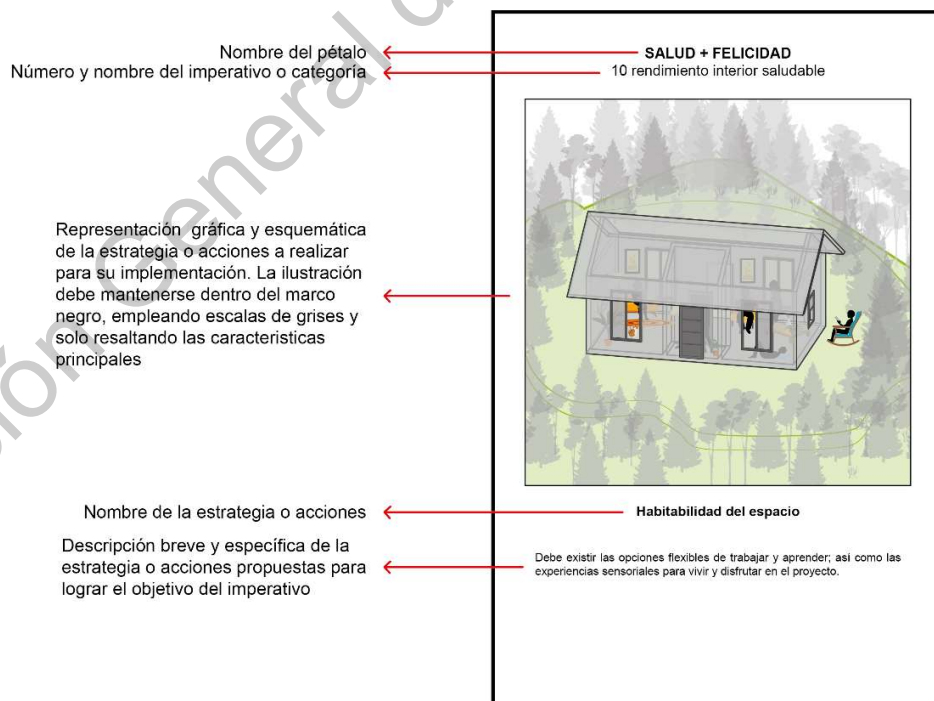 ión General d
Nombre del pétalo
Número y nombre del imperativo o categoría
SALUD + FELICIDAD
10 rendimiento interior saludable
Representación gráfica y esquemática
de la estrategia o acciones a realizar
para su implementación. La ilustración
debe mantenerse dentro del marco
negro, empleando escalas de grises y
solo resaltando las caracteristicas
principales
Nombre de la estrategia o acciones
Habitabilidad del espacio
Descripción breve y específica de la
estrategia o acciones propuestas para
lograr el objetivo del imperativo
Debe existir las opciones flexibles de trabajar y aprender; asi como las
experiencias sensoriales para vivir y disfrutar en el proyecto.